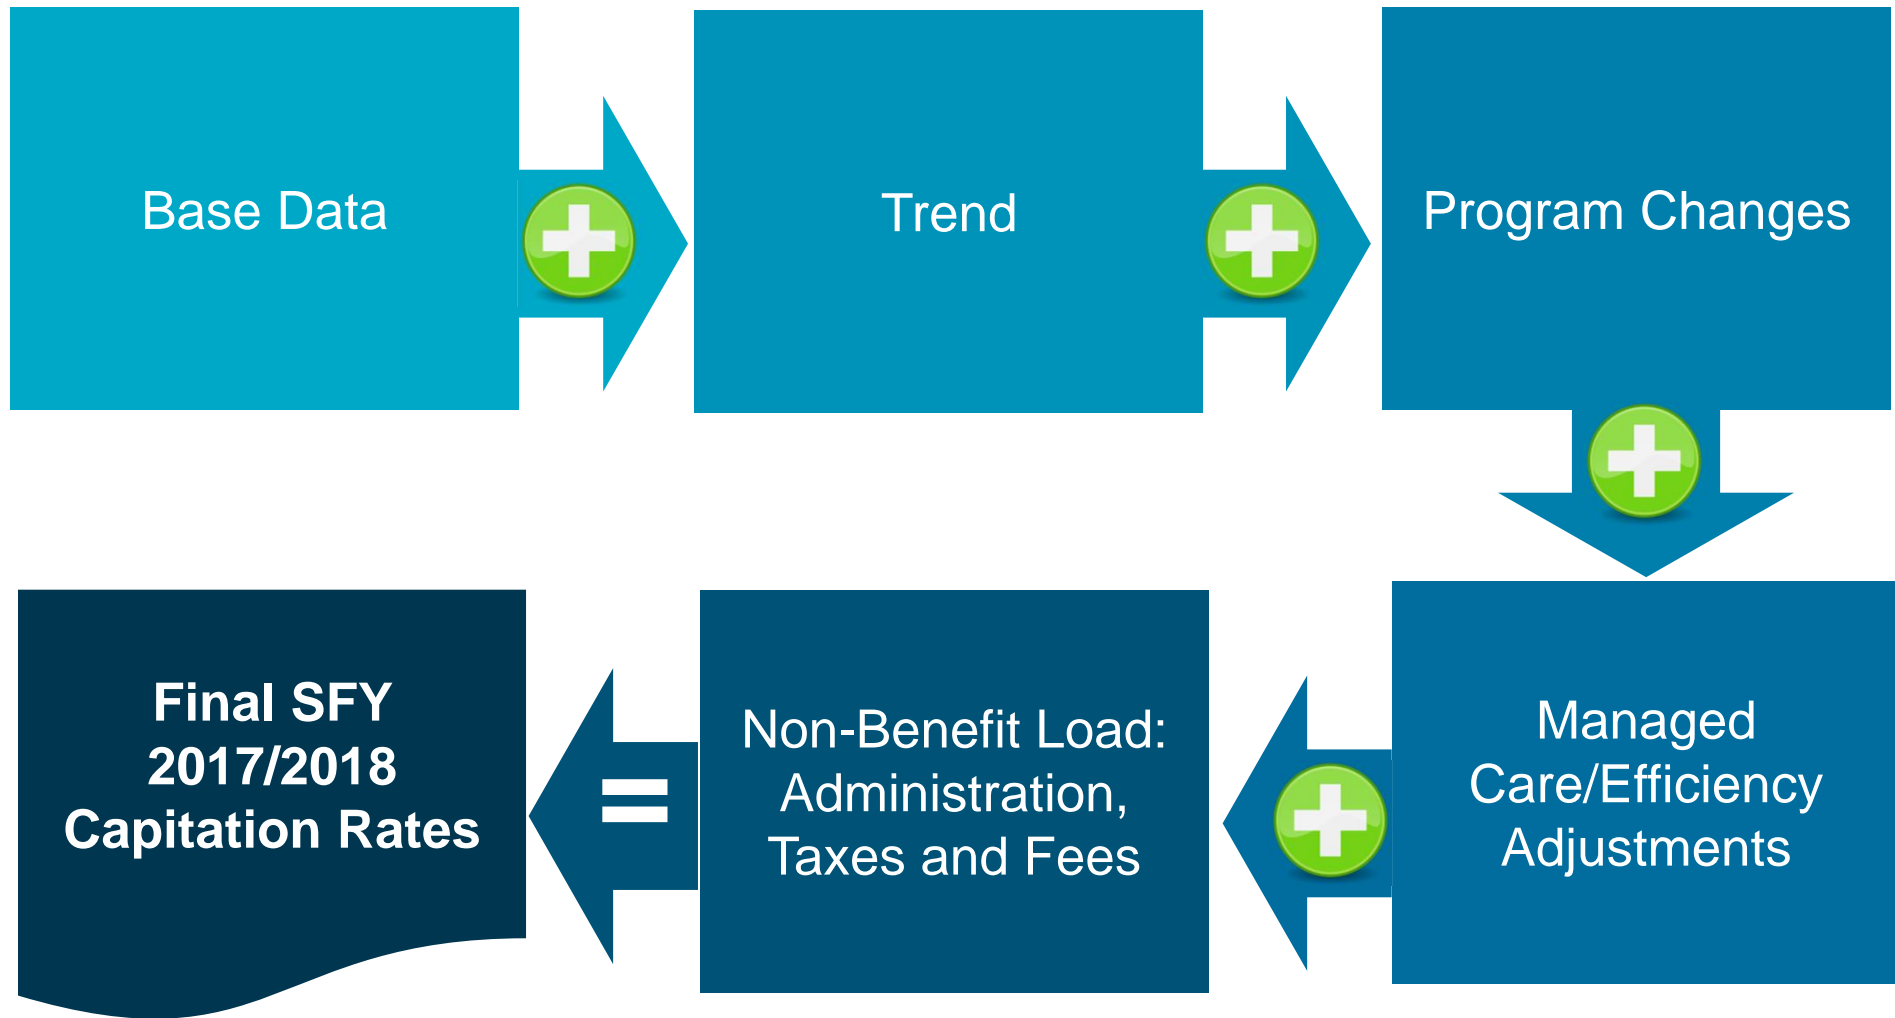 Base Data
Trend
Program Changes
Managed
Care/Efficiency
Adjustments
Non-Benefit Load:
Administration,
Taxes and Fees
=
Final SFY
2017/2018
Capitation Rates